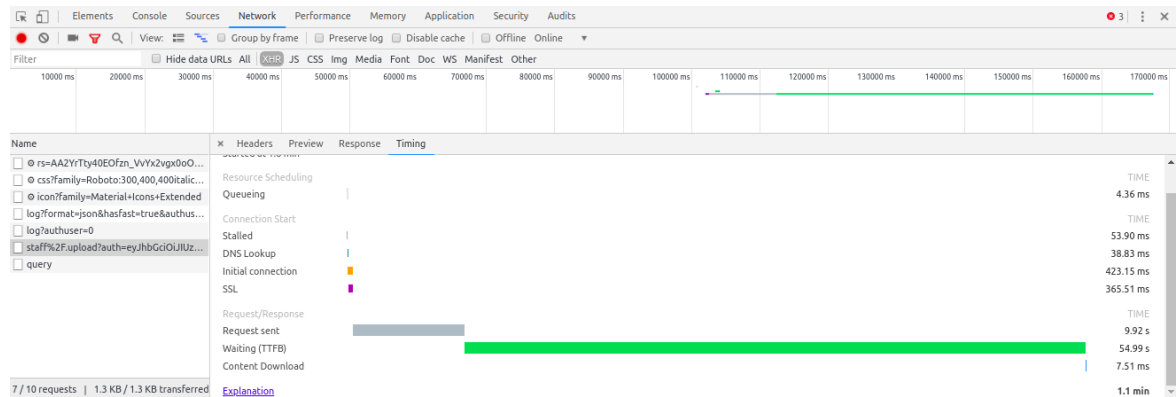 Elements Console Sources Network Performance Memory Application Security Audits 3
View: Group by frame Preserve log Disable cache Offline Online
Filter Hide data URLs All XHR JS CSS Img Media Font Doc WS Manifest Other
10000 ms 20000 ms 30000 ms 40000 ms 50000 ms 60000 ms 70000 ms 80000 ms 90000 ms 100000 ms 110000 ms 120000 ms 130000 ms 140000 ms 150000 ms 160000 ms 170000 ms
Name × Headers Preview Response Timing
rs=AA2YrTty40EOfzn_VvYx2vgx0oO...
css?family=Roboto:300,400,400italic...
icon?family=Material+Icons+Extended
log?format=json&hasfast=true&authus...
log?authuser=0
staff%2F.upload?auth=eyJhbGciOiJIUz...
query
Resource Scheduling TIME
Queueing 4.36 ms
Connection Start TIME
Stalled 53.90 ms
DNS Lookup 38.83 ms
Initial connection 423.15 ms
SSL 365.51 ms
Request/Response TIME
Request sent 9.92 s
Waiting (TTFB) 54.99 s
Content Download 7.51 ms
Explanation 1.1 min
7 / 10 requests | 1.3 KB / 1.3 KB transferred